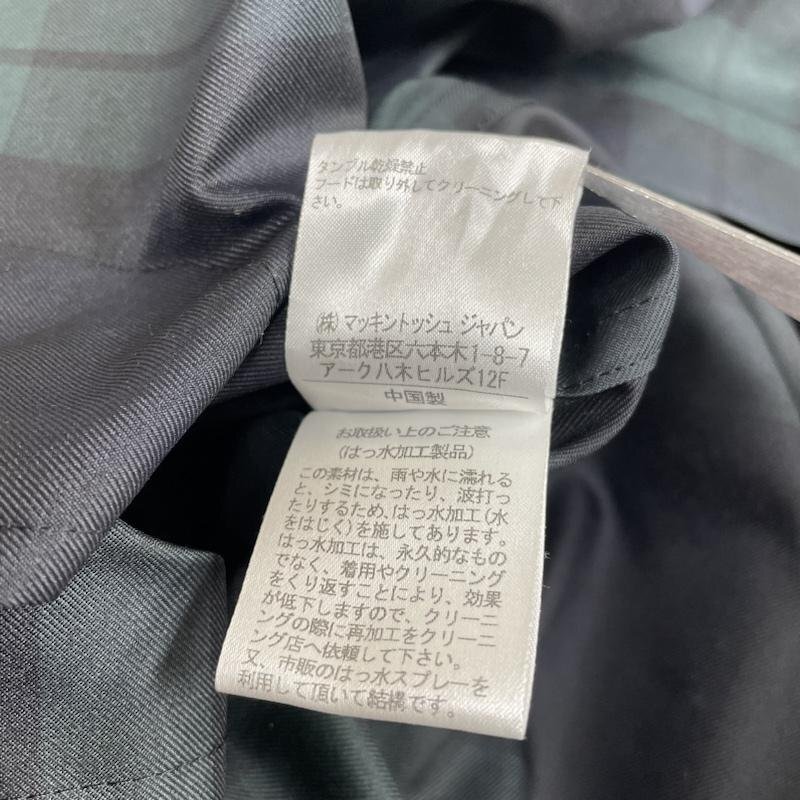 タンブル乾燥禁止
フードは取り外してクリーニングして下
さい。
(株)マッキントッシュ ジャパン
東京都港区六本木1-8-7
アーク八木ヒルズ12F
中国製
お取扱い上のご注意
(はっ水加工製品)
この素材は、雨や水に濡れる
と、シミになったり、波打っ
たりするため、はっ水加工(水
をはじく)を施してあります。
はっ水加工は、永久的なもの
でなく、着用やクリーニング
をくり返すことにより、効果
が低下しますので、クリーニ
ングの際に再加工をクリーニ
ング店へ依頼して下さい。
又、市販のはっ水スプレーを
利用して頂いて結構です。